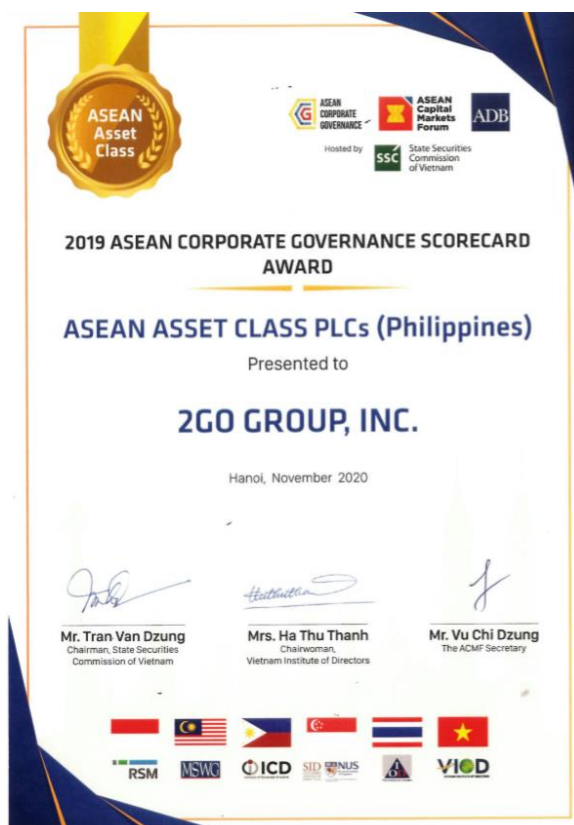 ASEAN
Asset
Class
ASEAN
CORPORATE
GOVERNANCE
ASEAN
Capital
Markets
Forum
ADB
Hosted by
SSC
State Securities
Commission
of Vietnam
2019 ASEAN CORPORATE GOVERNANCE SCORECARD
AWARD
ASEAN ASSET CLASS PLCs (Philippines)
Presented to
2GO GROUP, INC.
Hanoi, November 2020
Mr. Tran Van Dzung
Chairman, State Securities
Commission of Vietnam
Mrs. Ha Thu Thanh
Chairwoman,
Vietnam Institute of Directors
Mr. Vu Chi Dzung
The ACMF Secretary
RSM
MSWG
ICD
SID
NUS
VIOD